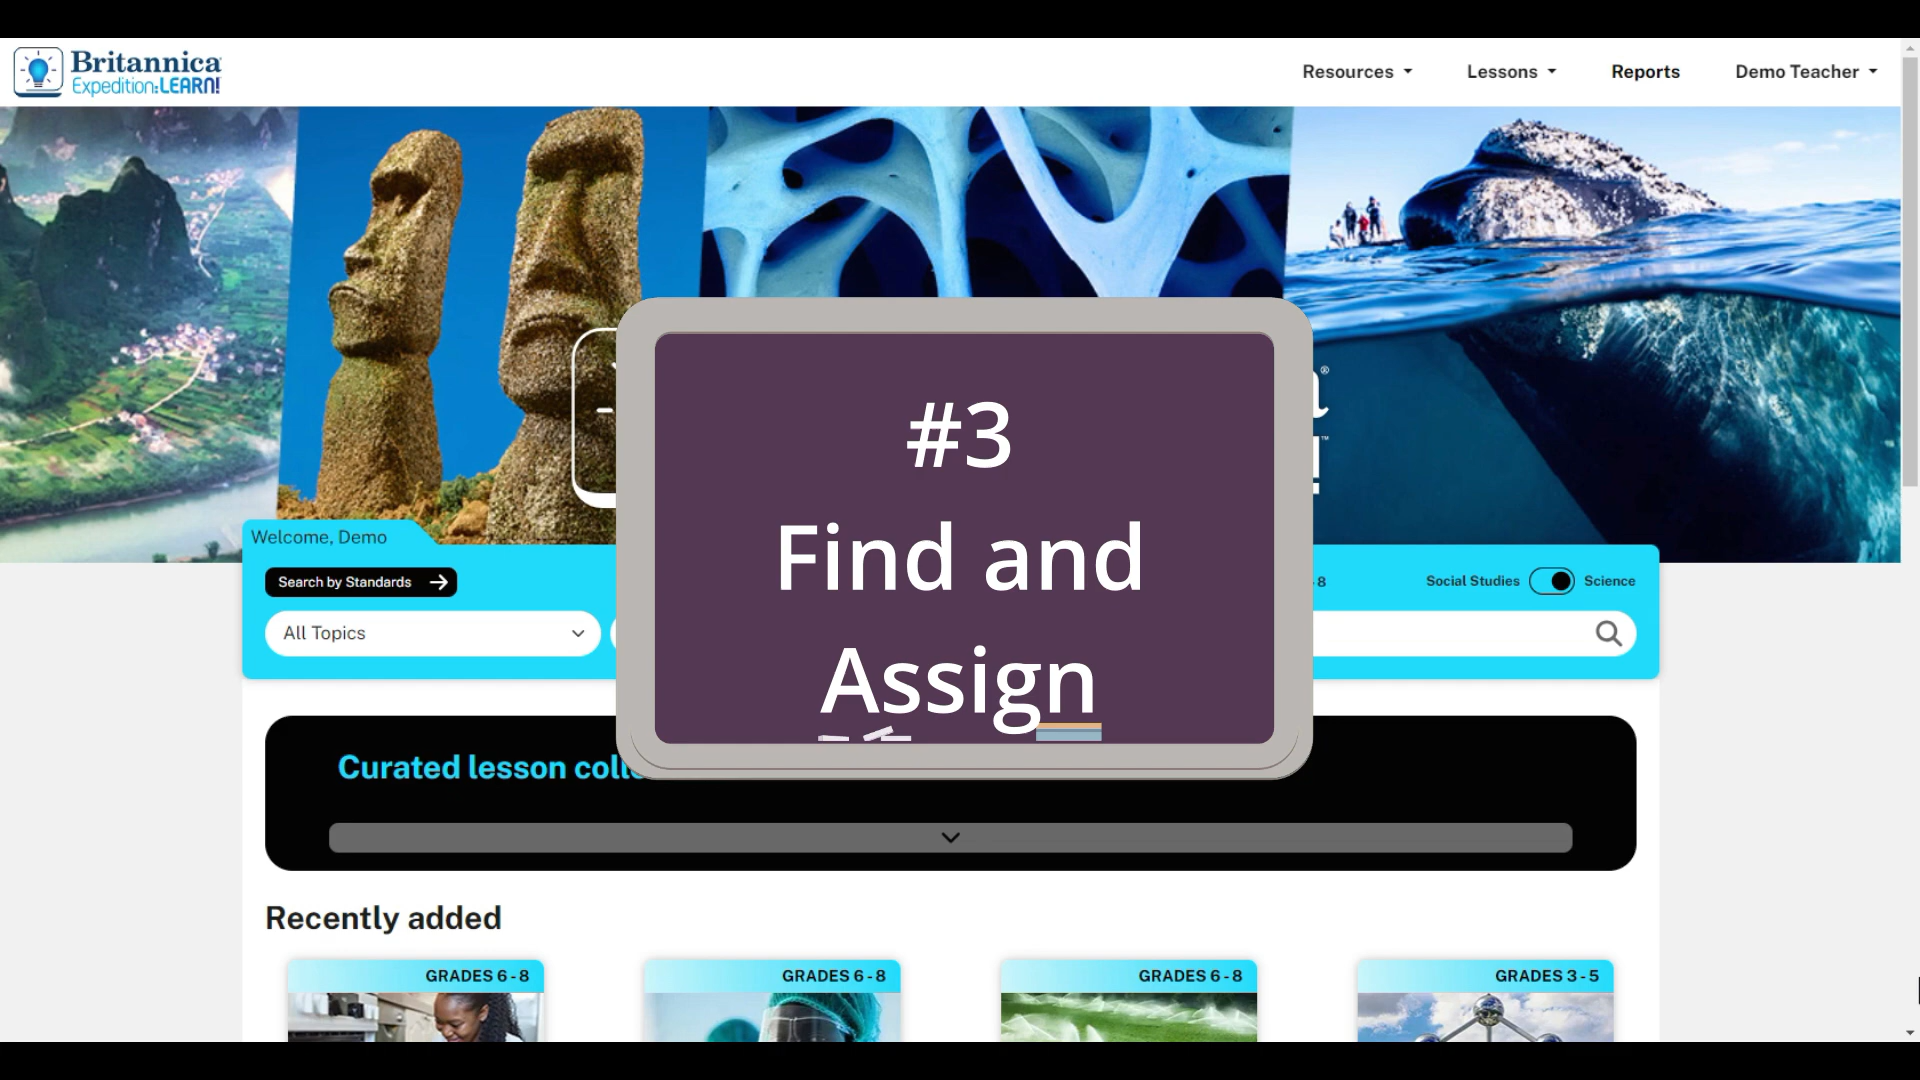 Britannica
Expedition:LEARN!
Resources
Lessons
Reports
Demo Teacher
#3
Find and
Assign
Welcome, Demo
Search by Standards
8
Social Studies
Science
All Topics
Curated lesson
Recently added
GRADES 6 - 8
GRADES 6 - 8
GRADES 6 - 8
GRADES 3 - 5